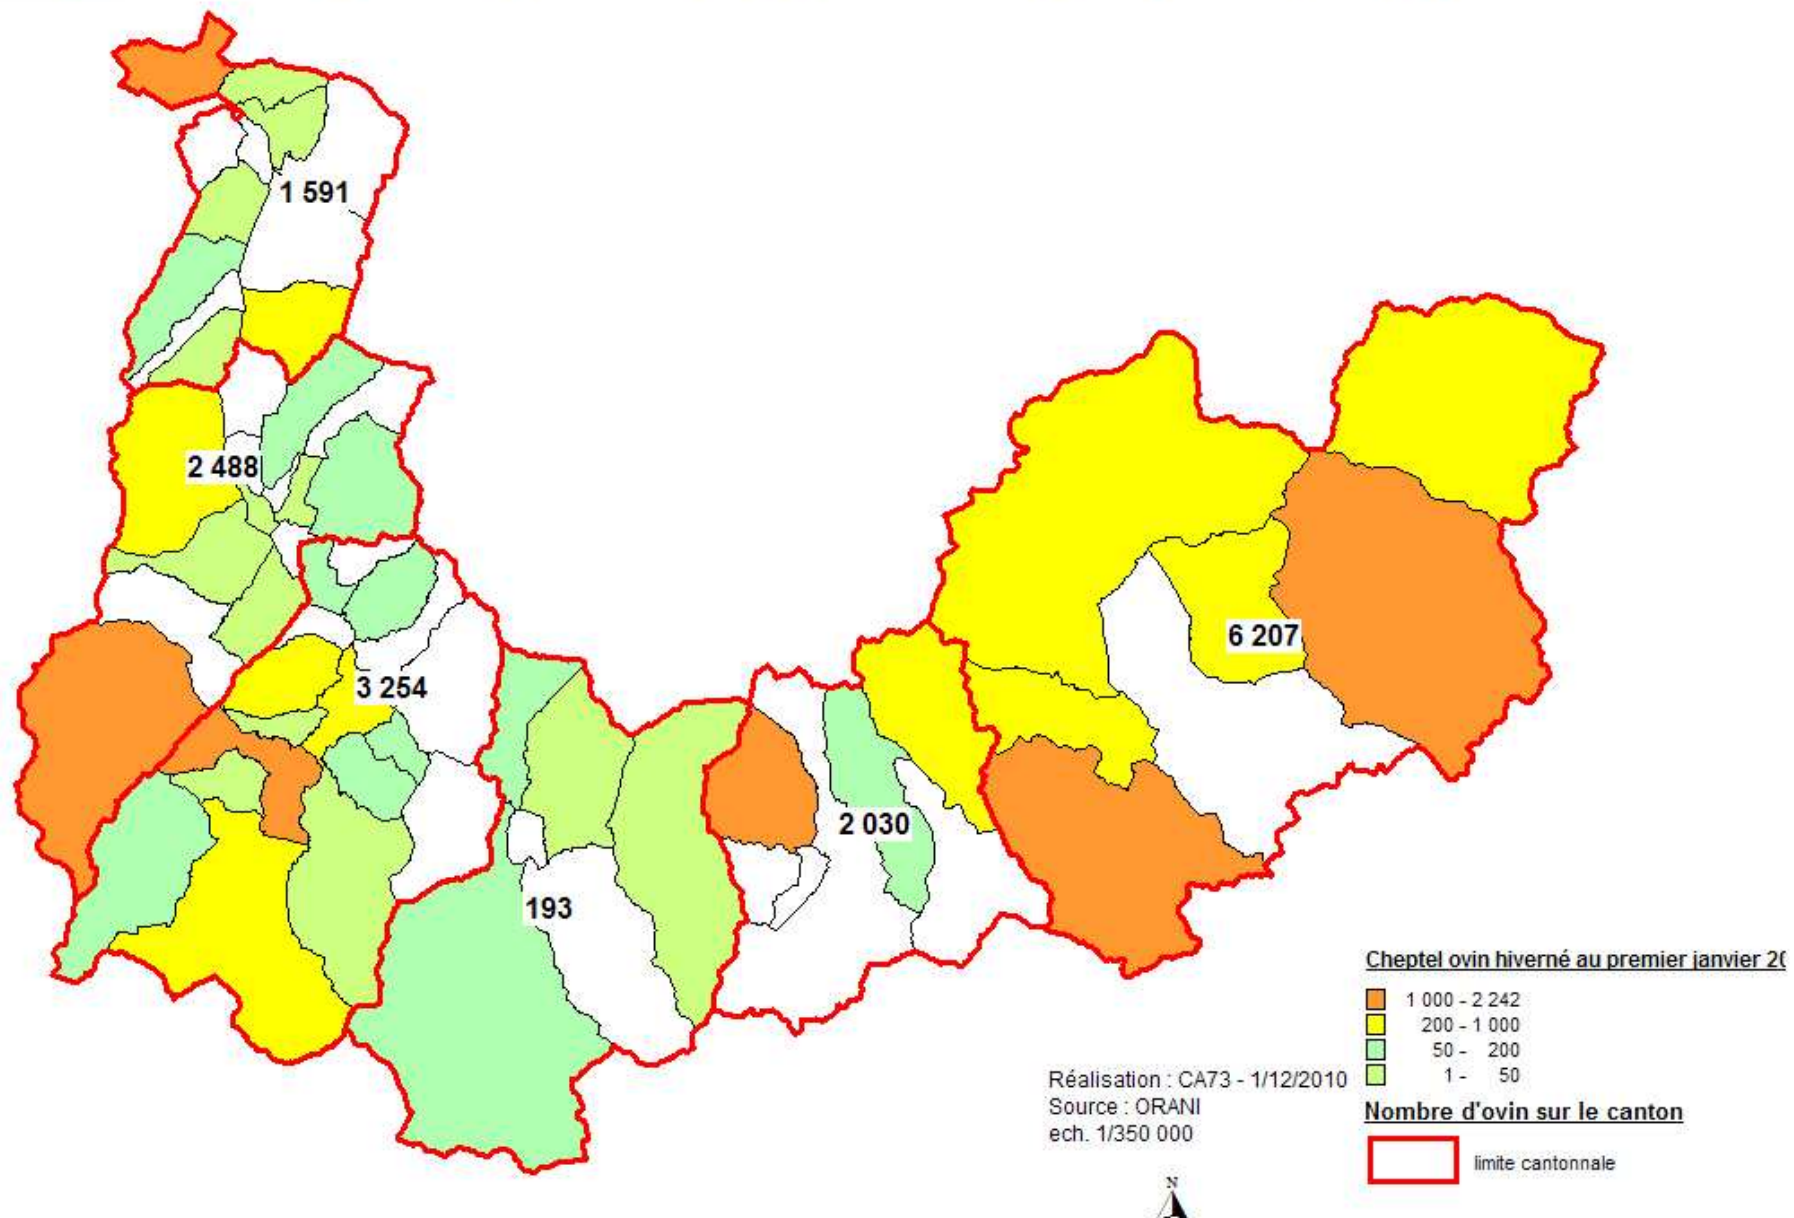 1 591
2 488
3 254
6 207
2 030
193
Cheptel ovin hiverné au premier janvier 20
1 000 - 2 242
200 - 1 000
50 - 200
1 - 50
Réalisation : CA73 - 1/12/2010
Source : ORANI
ech. 1/350 000
Nombre d'ovin sur le canton
limite cantonnale
N